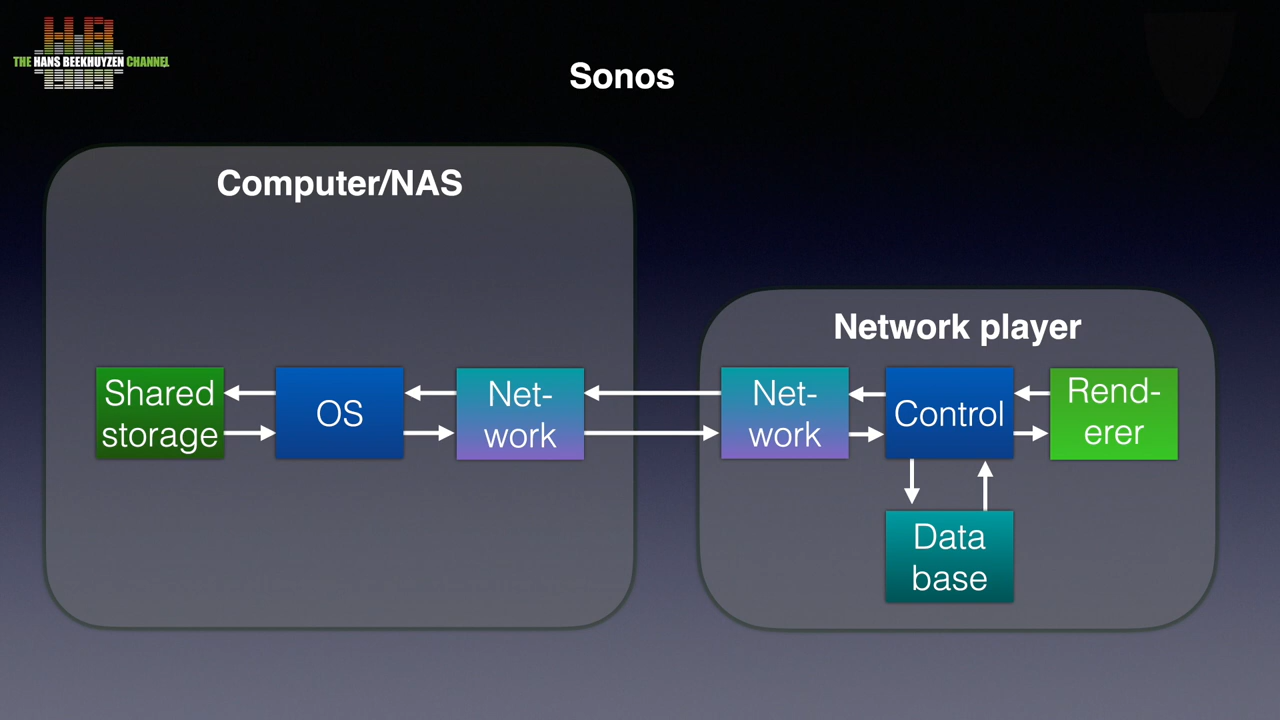 THE HANS BEEKHUYZEN CHANNEL
Sonos
Computer/NAS
Network player
Shared
storage
OS
Net-
work
Net-
work
Control
Rend-
erer
Data
base